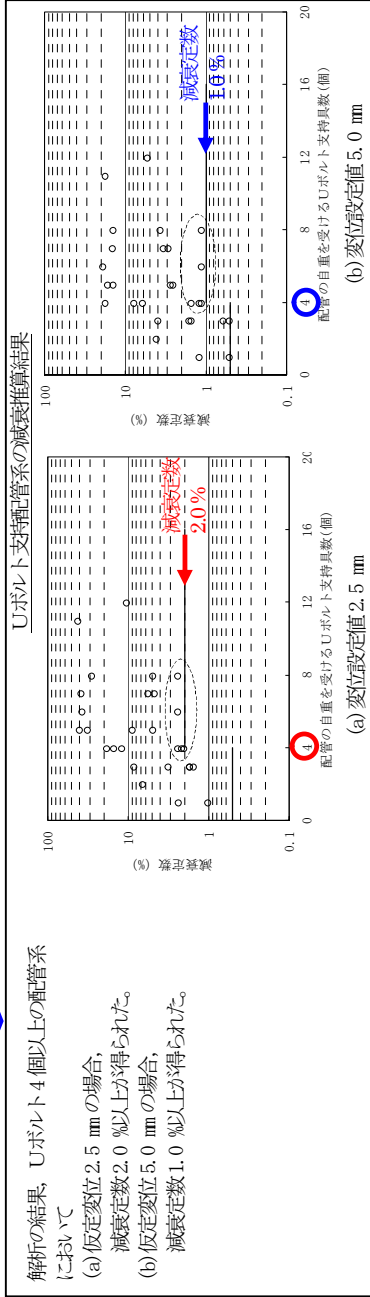 Uボルト支持配管系の減衰推算結果
解析の結果，Uボルト4個以上の配管系
において
(a)仮定変位2.5 mmの場合，
減衰定数2.0 %以上が得られた。
(b)仮定変位5.0 mmの場合，
減衰定数1.0 %以上が得られた。
100
10
1
0.1
減衰定数 (%)
減衰定数
2.0%
0
4
8
12
16
20
配管の自重を受けるUボルト支持具数(個)
(a) 変位設定値2.5 mm
100
10
1
0.1
減衰定数 (%)
減衰定数
1.0%
0
4
8
12
16
20
配管の自重を受けるUボルト支持具数(個)
(b) 変位設定値5.0 mm